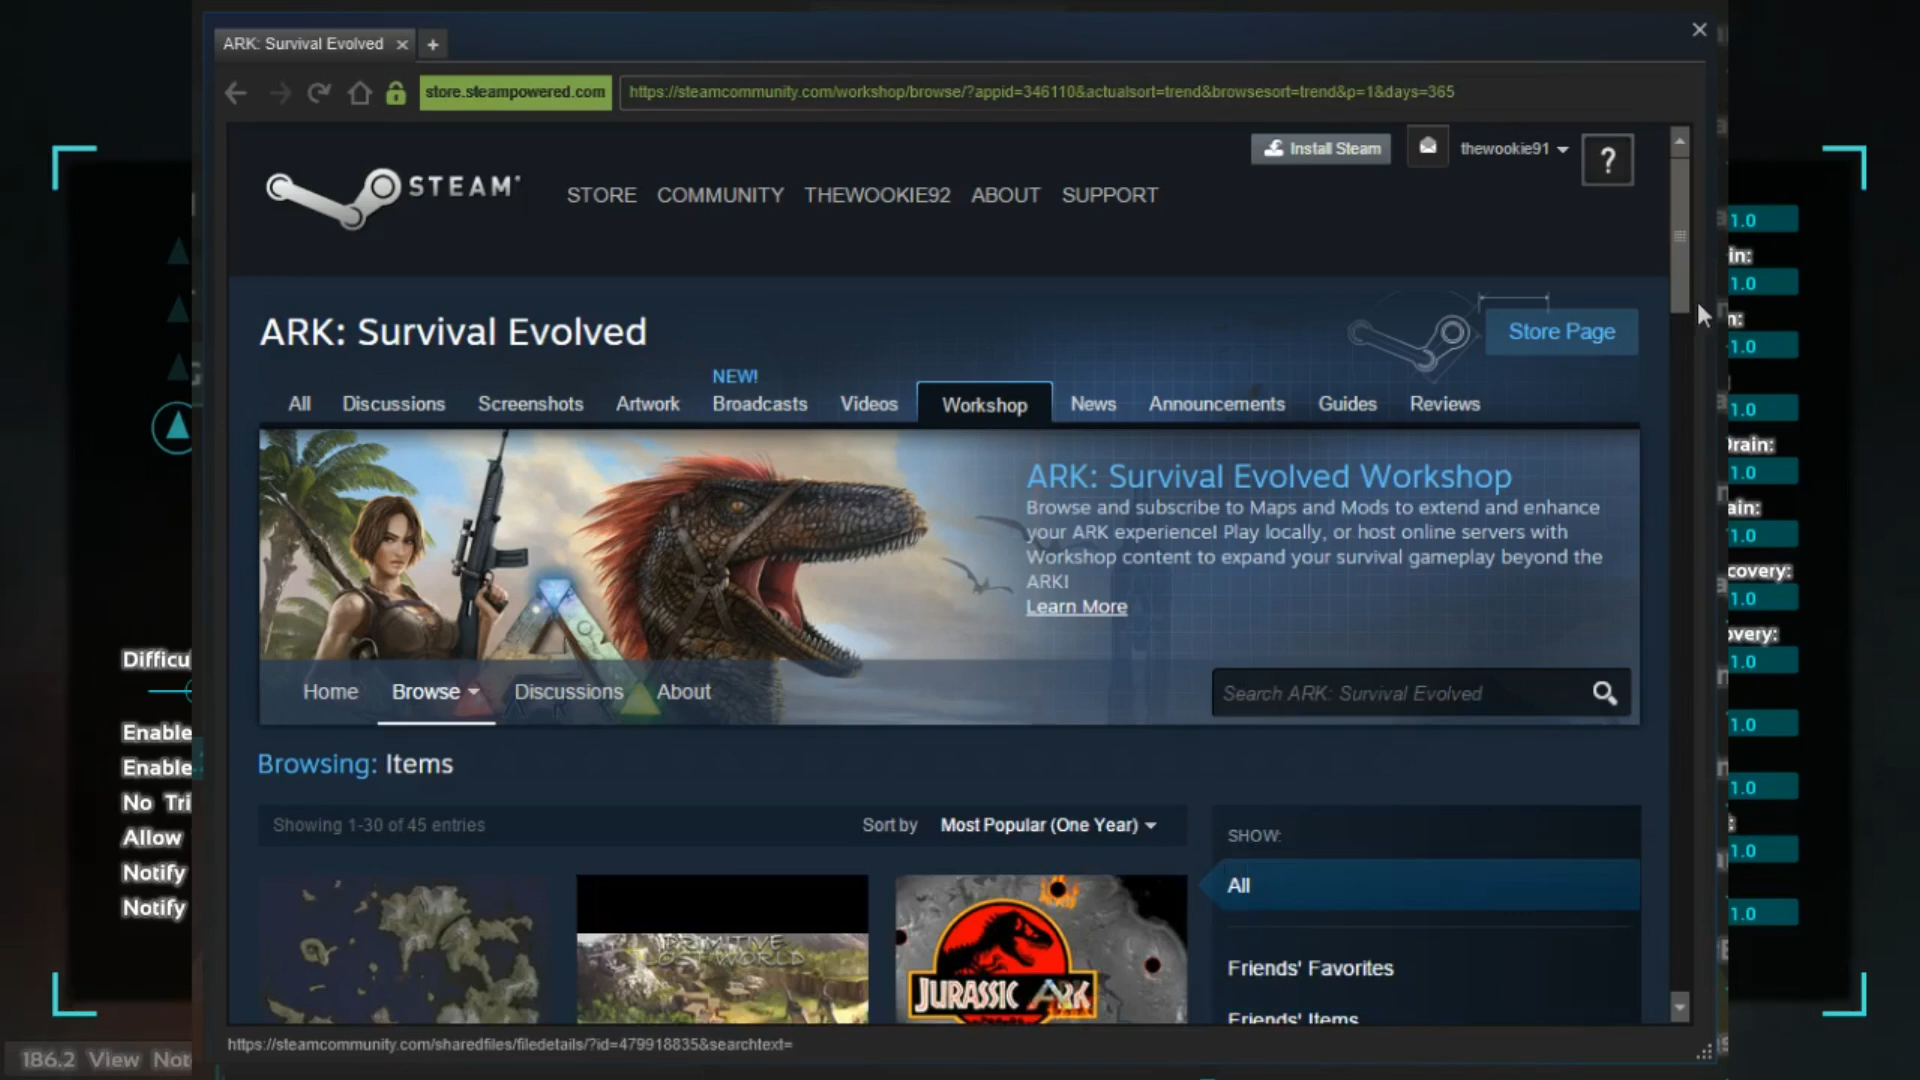 ARK: Survival Evolved
store.steampowered.com
https://steamcommunity.com/workshop/browse/?appid=346110&actualsort=trend&browsesort=trend&p=1&days=365
Install Steam
thewookie91
?
STEAM
STORE COMMUNITY THEWOOKIE92 ABOUT SUPPORT
ARK: Survival Evolved
Store Page
NEW!
All Discussions Screenshots Artwork Broadcasts Videos Workshop News Announcements Guides Reviews
ARK: Survival Evolved Workshop
Browse and subscribe to Maps and Mods to extend and enhance
your ARK experience! Play locally, or host online servers with
Workshop content to expand your survival gameplay beyond the
ARK!
Learn More
Home Browse Discussions About
Search ARK: Survival Evolved
Browsing: Items
Showing 1-30 of 45 entries
Sort by Most Popular (One Year)
SHOW:
All
Friends' Favorites
Friends' Items
PRIMITIVE
LOST WORLD
JURASSIC ARK
https://steamcommunity.com/sharedfiles/filedetails/?id=479918835&searchtext=
Difficu
Enable
Enable
No Tri
Allow
Notify
Notify
186.2 View Not
1.0
in:
1.0
n:
1.0
1.0
Drain:
1.0
ain:
1.0
covery:
1.0
overy:
1.0
1.0
1.0
1.0
1.0